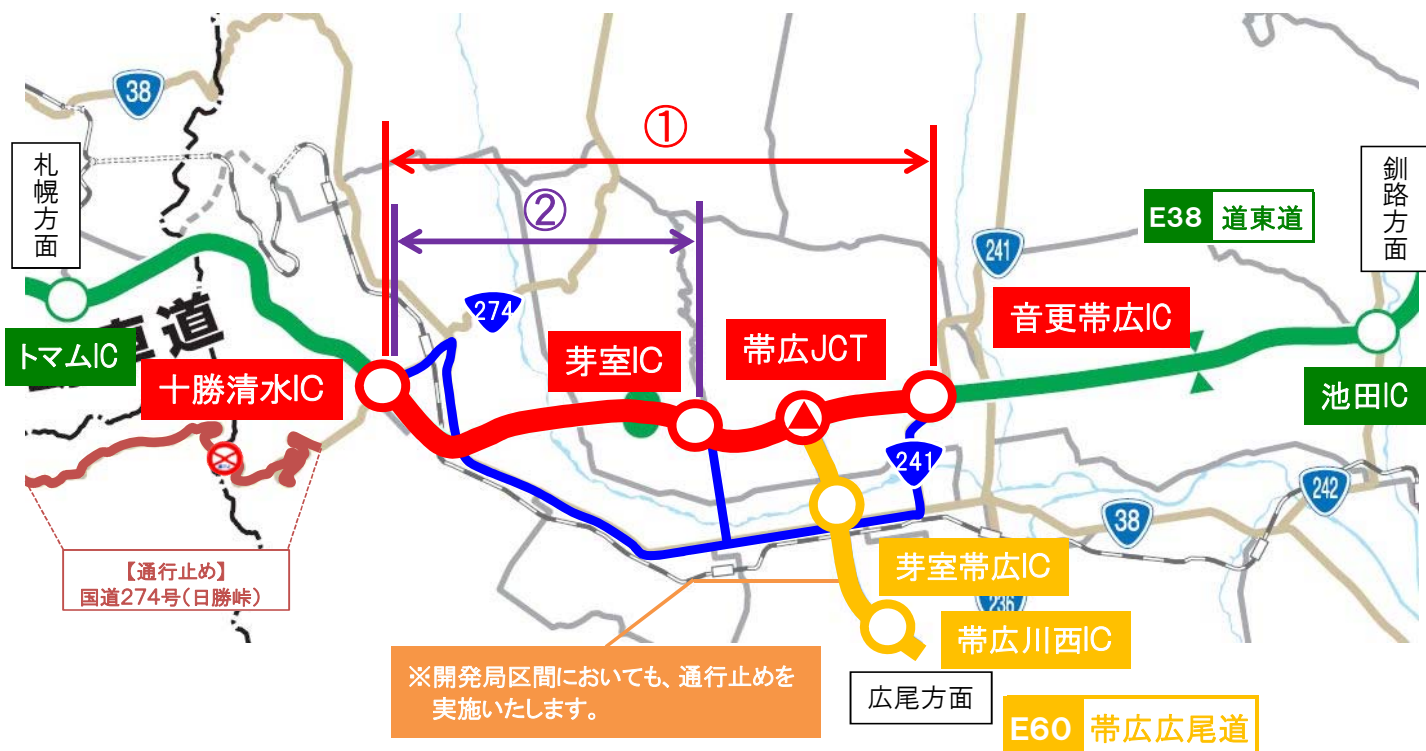 38
①
札幌方面
釧路方面
②
E38 道東道
241
274
音更帯広IC
帯広JCT
芽室IC
トマムIC
車道
十勝清水IC
池田IC
241
242
38
【通行止め】
国道274号(日勝峠)
芽室帯広IC
236
帯広川西IC
※開発局区間においても、通行止めを
実施いたします。
広尾方面
E60 帯広広尾道